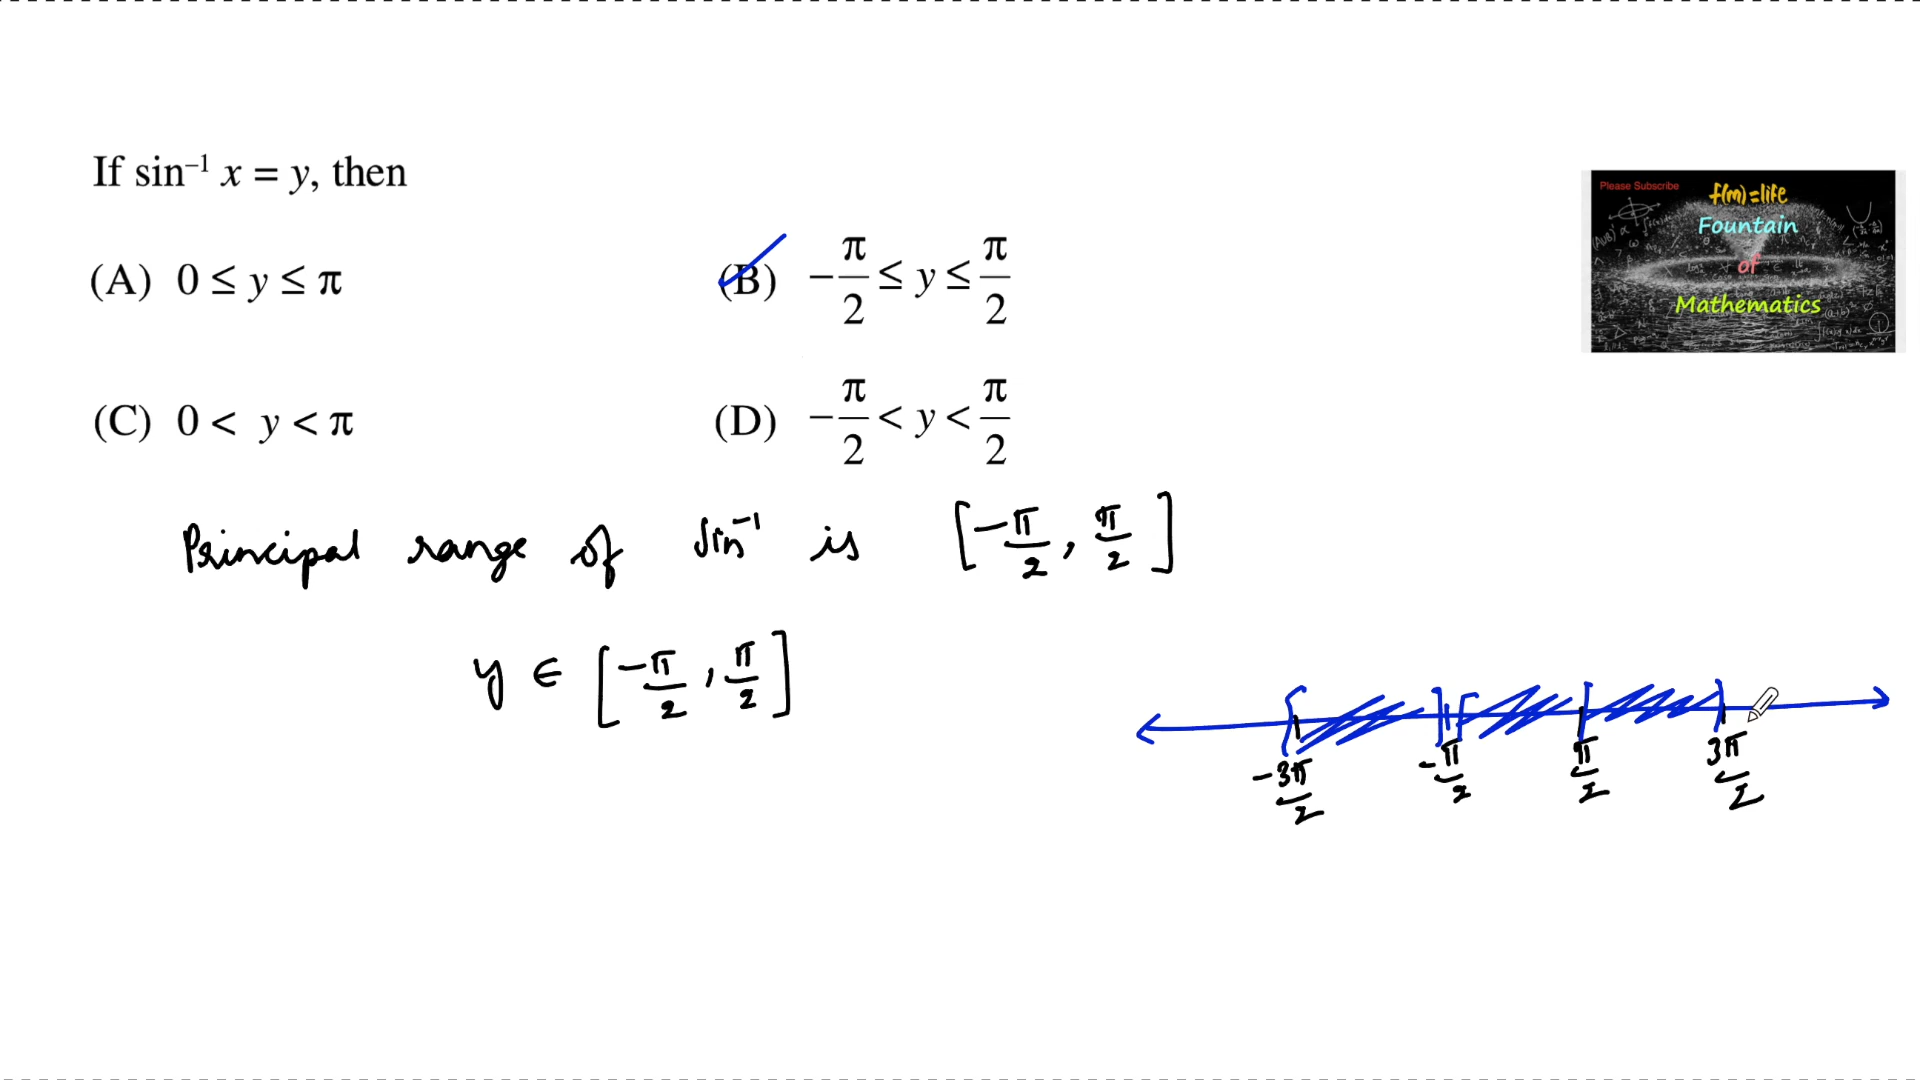 If sin⁻¹ x = y, then
(A) 0 ≤ y ≤ π
(B) −π/2 ≤ y ≤ π/2
(C) 0 < y < π
(D) −π/2 < y < π/2
Please Subscribe
f(m)=life
Fountain
of
Mathematics
Principal range of sin⁻¹ is [−π/2, π/2]
y ∈ [−π/2, π/2]
−3π/2 −π/2 π/2 3π/2